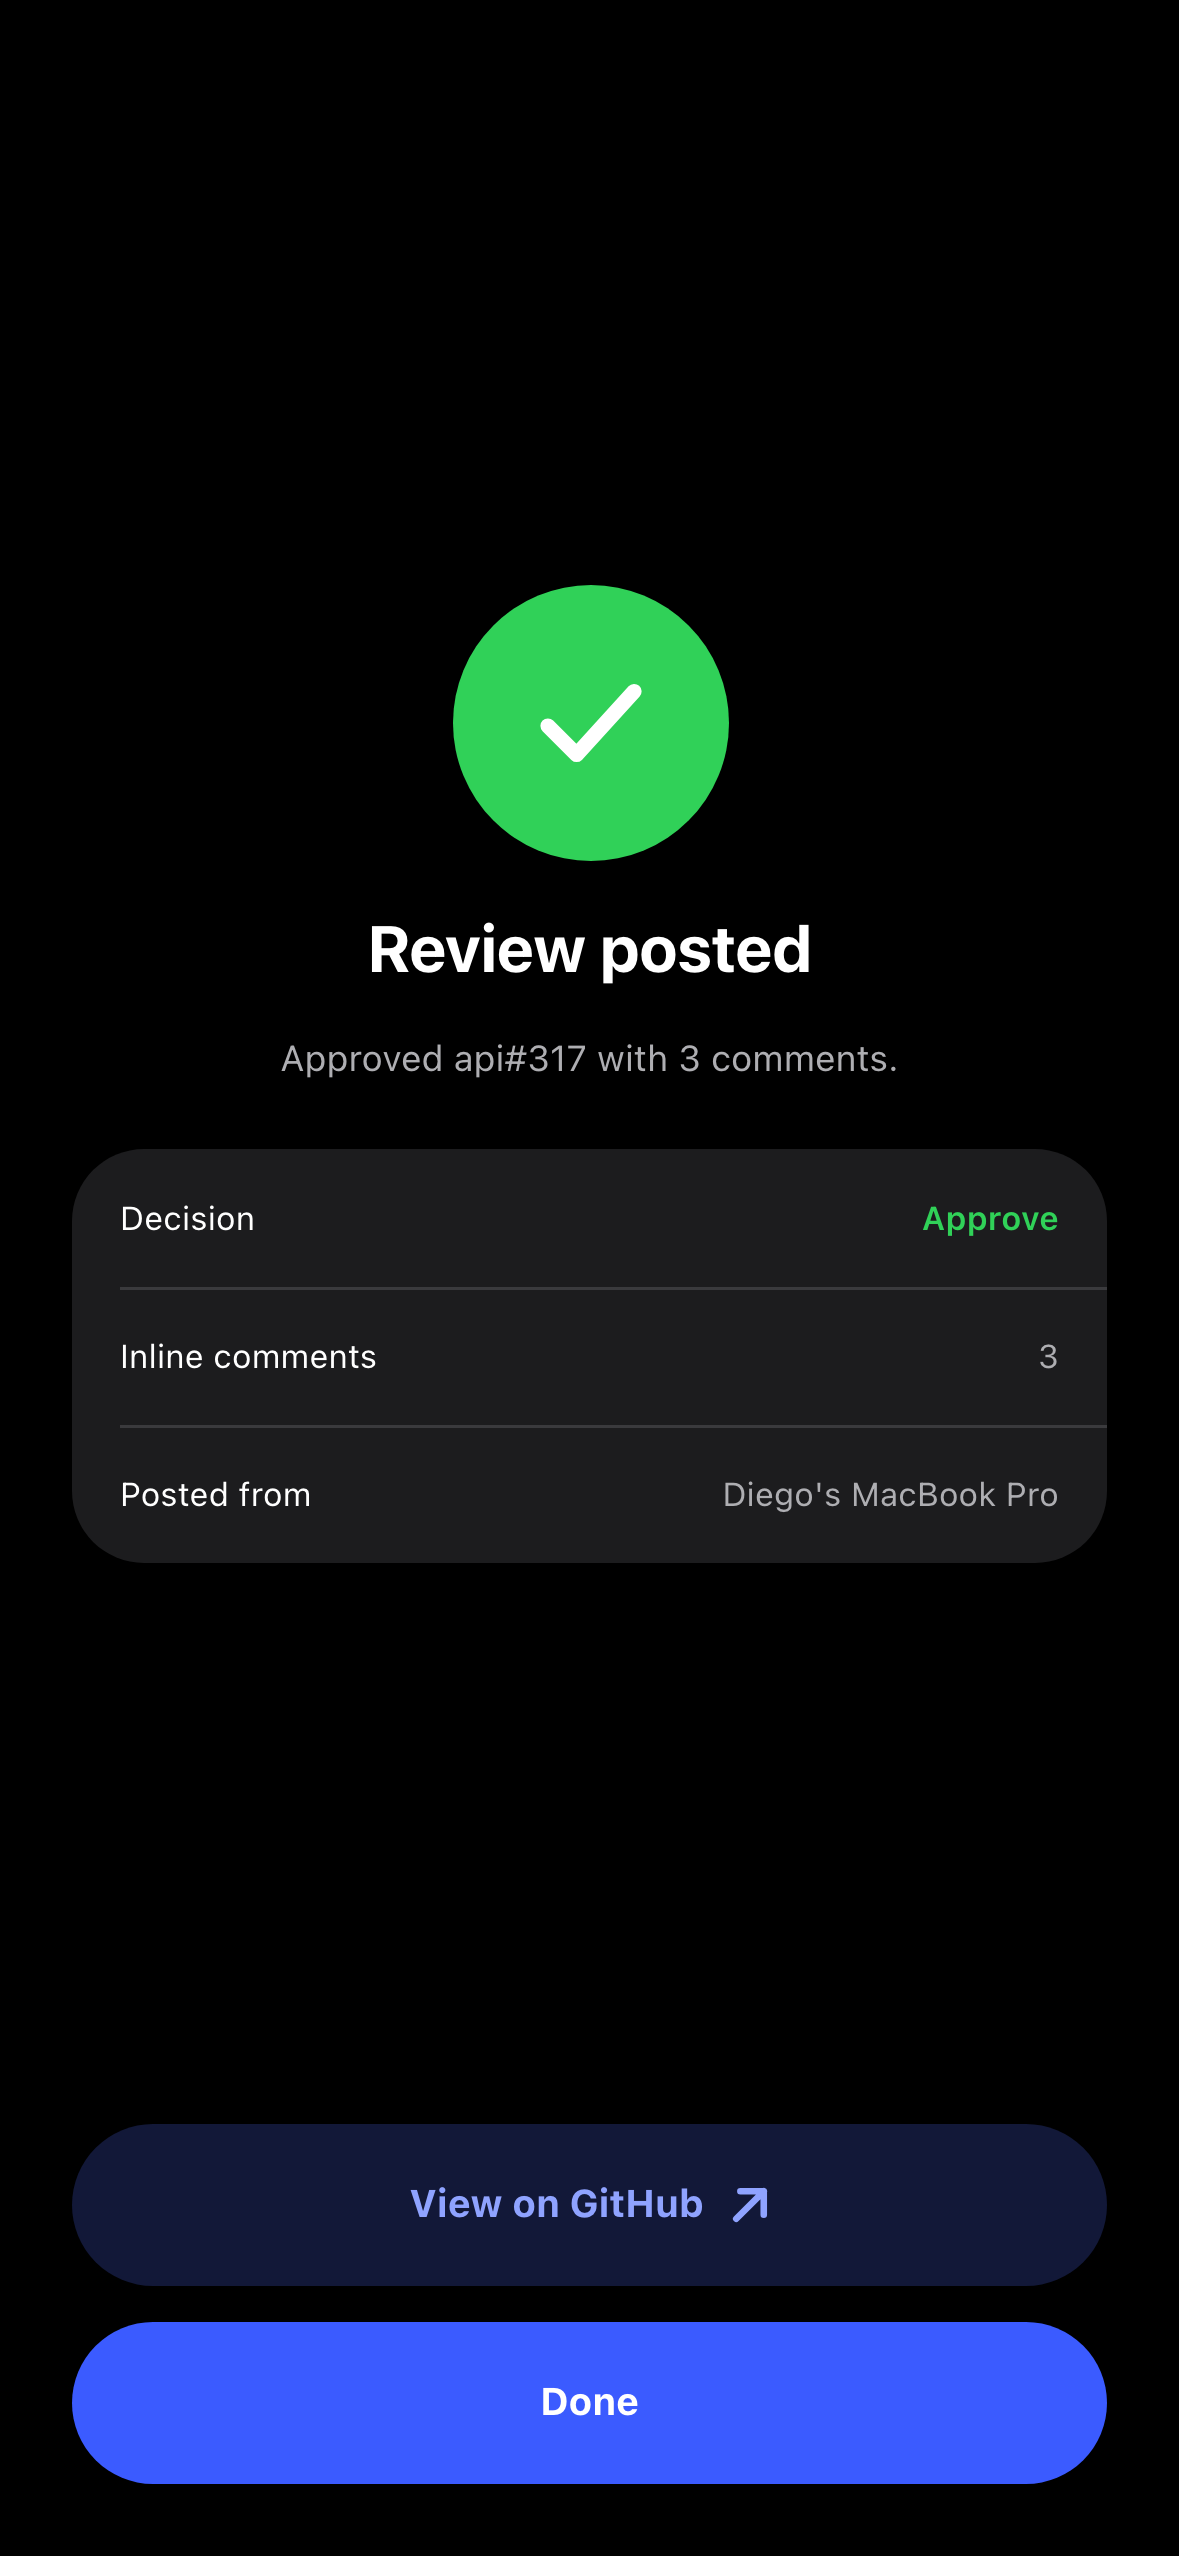 Review posted
Approved api#317 with 3 comments.
Decision Approve
Inline comments 3
Posted from Diego's MacBook Pro
View on GitHub
Done